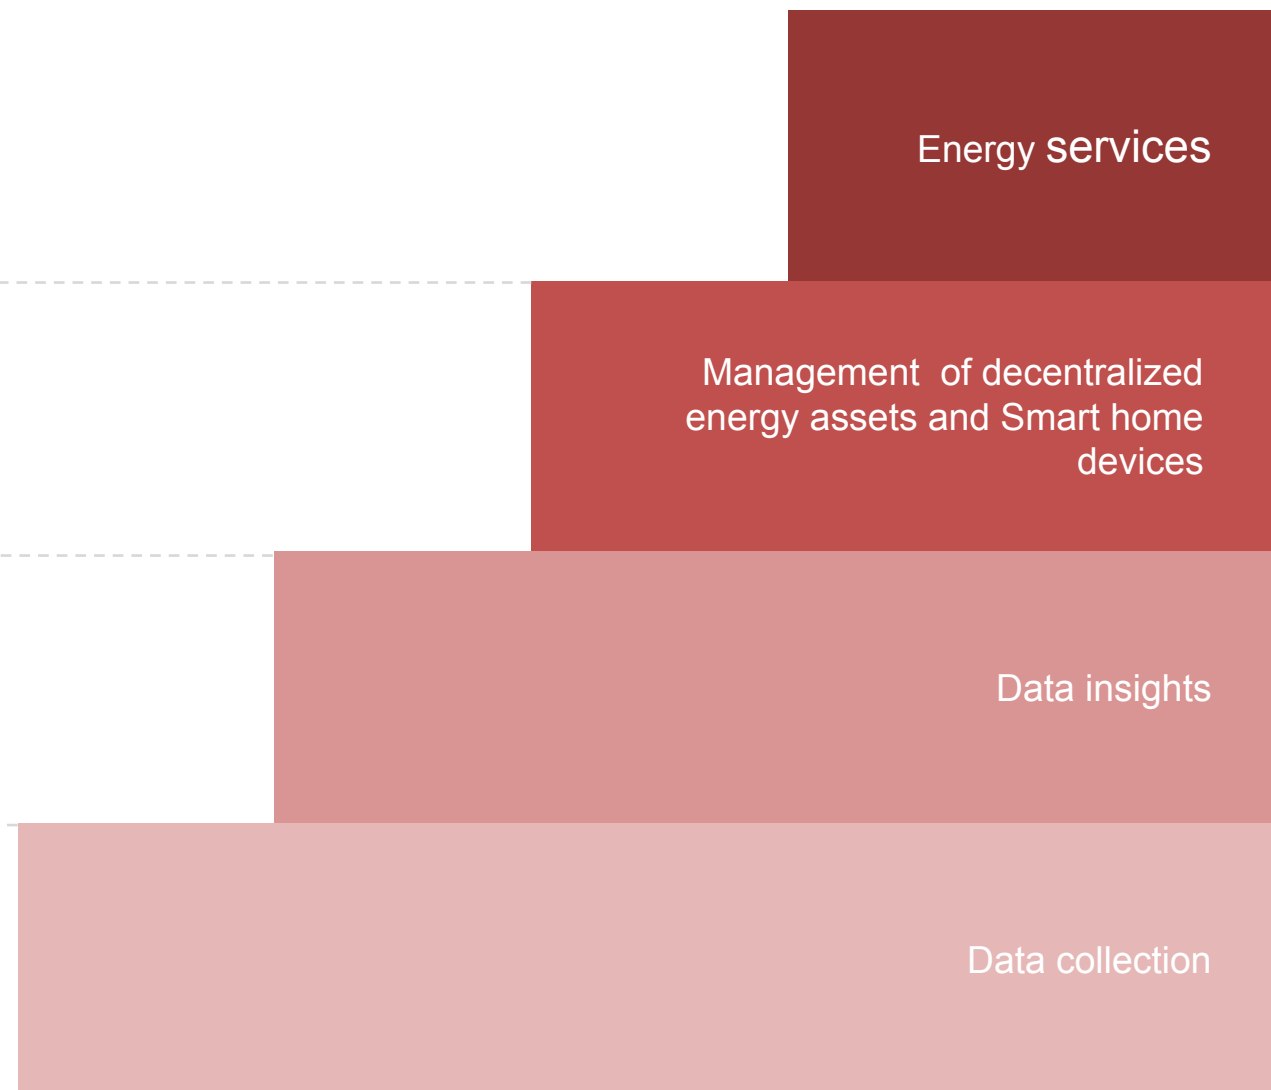 Energy services
Management  of decentralized
energy assets and Smart home
devices
Data insights
Data collection